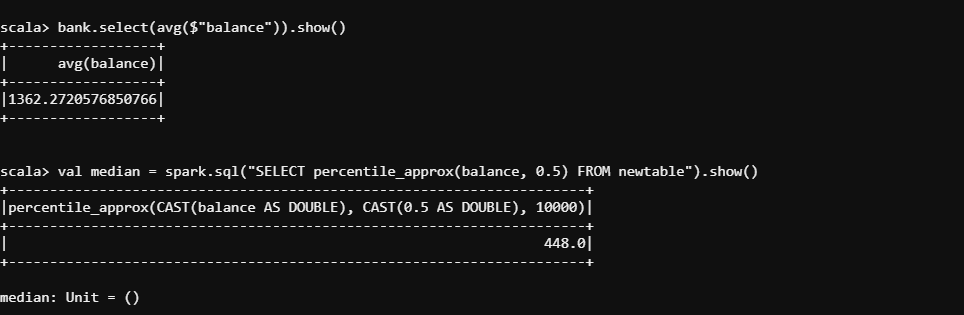 scala> bank.select(avg($"balance")).show()
+------------------+
|      avg(balance)|
+------------------+
|1362.2720576850766|
+------------------+
scala> val median = spark.sql("SELECT percentile_approx(balance, 0.5) FROM newtable").show()
+----------------------------------------------------------------------+
|percentile_approx(CAST(balance AS DOUBLE), CAST(0.5 AS DOUBLE), 10000)|
+----------------------------------------------------------------------+
|                                                                 448.0|
+----------------------------------------------------------------------+
median: Unit = ()